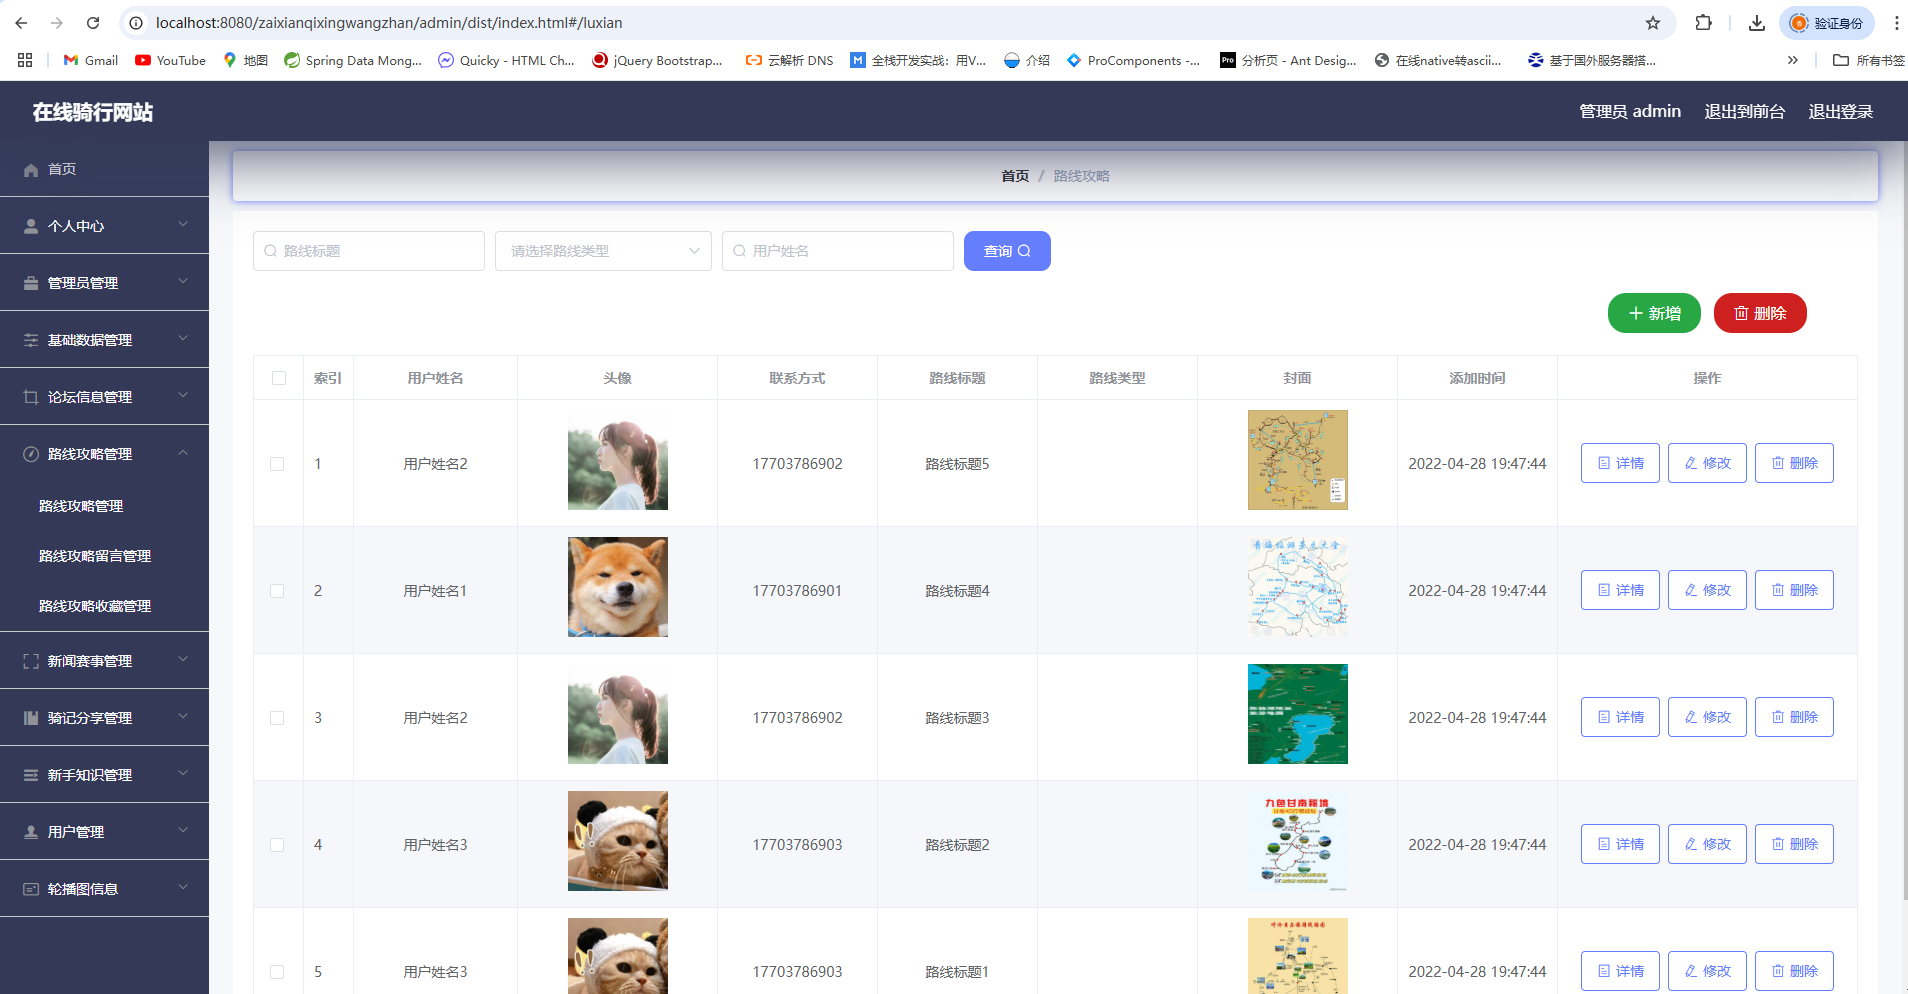 localhost:8080/zaixianqixingwangzhan/admin/dist/index.html#/luxian
验证身份
Gmail
YouTube
地图
Spring Data Mong...
Quicky - HTML Ch...
jQuery Bootstrap...
云解析 DNS
全栈开发实战：用V...
介绍
ProComponents -...
Pro 分析页 - Ant Desig...
在线native转ascii...
基于国外服务器搭...
所有书签
在线骑行网站
管理员 admin
退出到前台
退出登录
首页
个人中心
管理员管理
基础数据管理
论坛信息管理
路线攻略管理
路线攻略管理
路线攻略留言管理
路线攻略收藏管理
新闻赛事管理
骑记分享管理
新手知识管理
用户管理
轮播图信息
首页 / 路线攻略
路线标题
请选择路线类型
用户姓名
查询
新增
删除
索引 用户姓名 头像 联系方式 路线标题 路线类型 封面 添加时间 操作
1 用户姓名2 17703786902 路线标题5 2022-04-28 19:47:44 详情 修改 删除
2 用户姓名1 17703786901 路线标题4 2022-04-28 19:47:44 详情 修改 删除
3 用户姓名2 17703786902 路线标题3 2022-04-28 19:47:44 详情 修改 删除
九色甘南秘境
4 用户姓名3 17703786903 路线标题2 2022-04-28 19:47:44 详情 修改 删除
5 用户姓名3 17703786903 路线标题1 2022-04-28 19:47:44 详情 修改 删除